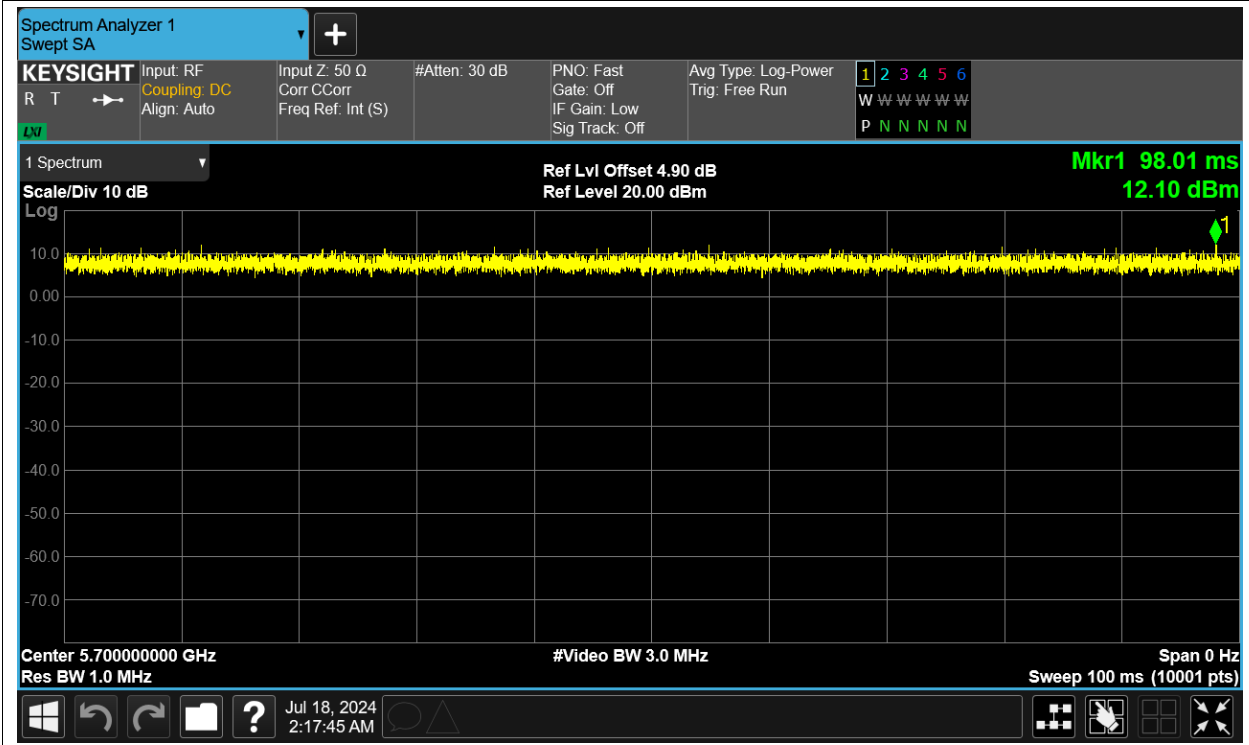 Spectrum Analyzer 1
Swept SA
+
KEYSIGHT
R T
LXI
Input: RF
Coupling: DC
Align: Auto
Input Z: 50 Ω
Corr CCorr
Freq Ref: Int (S)
#Atten: 30 dB
PNO: Fast
Gate: Off
IF Gain: Low
Sig Track: Off
Avg Type: Log-Power
Trig: Free Run
1 2 3 4 5 6
W W W W W W
P N N N N N
1 Spectrum
Scale/Div 10 dB
Log
Ref Lvl Offset 4.90 dB
Ref Level 20.00 dBm
Mkr1 98.01 ms
12.10 dBm
1
10.0
0.00
-10.0
-20.0
-30.0
-40.0
-50.0
-60.0
-70.0
Center 5.700000000 GHz
Res BW 1.0 MHz
#Video BW 3.0 MHz
Span 0 Hz
Sweep 100 ms (10001 pts)
?
Jul 18, 2024
2:17:45 AM